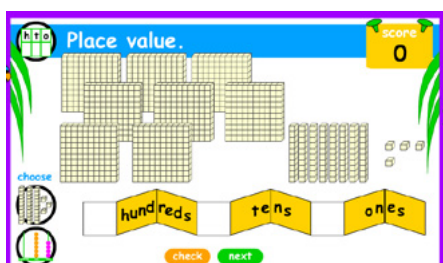 h t o
Place value.
score
0
choose
hundreds
tens
ones
check
next